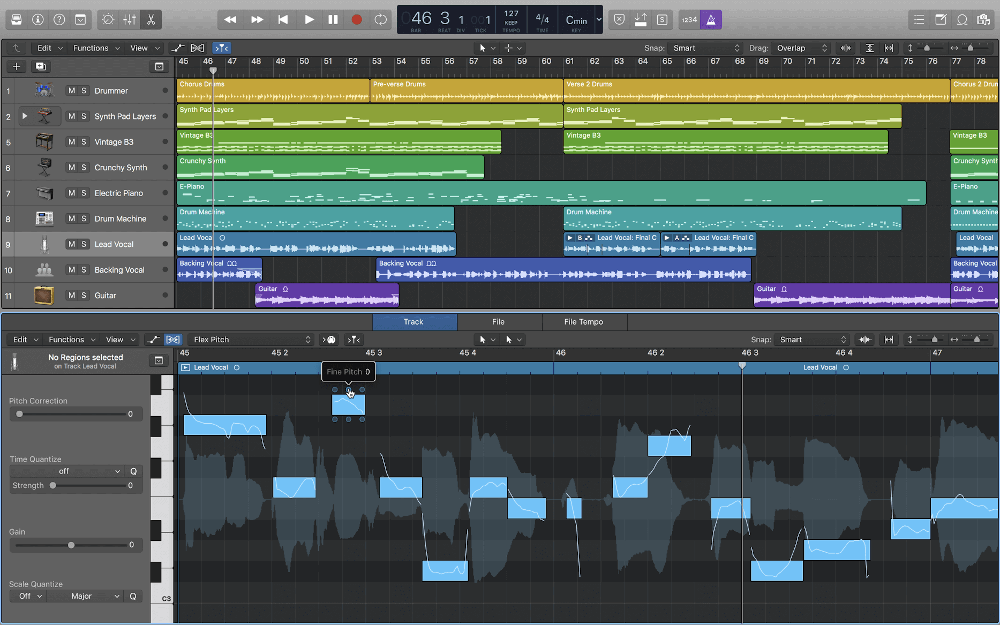 46 3 1 001 127 4/4 Cmin
BAR BEAT KEEP TEMPO TIME KEY
1234
Edit Functions View Snap: Smart Drag: Overlap
45 46 47 48 49 50 51 52 53 54 55 56 57 58 59 60 61 62 63 64 65 66 67 68 69 70 71 72 73 74 75 76 77 78
1 M S Drummer Chorus Drums Pre-verse Drums Verse 2 Drums Chorus 2 Drum
2 M S Synth Pad Layers Synth Pad Layers Synth Pad Layers
5 M S Vintage B3 Vintage B3 Vintage B3 Vintage B3
6 M S Crunchy Synth Crunchy Synth Crunchy Synth
7 M S Electric Piano E-Piano E-Piano
8 M S Drum Machine Drum Machine Drum Machine Drum Machine
9 M S Lead Vocal Lead Vocal B Lead Vocal: Final C A Lead Vocal: Final C Lead Vocal
10 M S Backing Vocal Backing Vocal Backing Vocal Backing Vocal
11 M S Guitar Guitar Guitar Guitar
Track File File Tempo
Edit Functions View Flex Pitch Snap: Smart
45 45 2 45 3 45 4 46 46 2 46 3 46 4 47
No Regions selected
on Track Lead Vocal
Lead Vocal Lead Vocal
Fine Pitch 0
Pitch Correction
0
Time Quantize
off Q
Strength 0
Gain
0
Scale Quantize
Off Major Q
C3